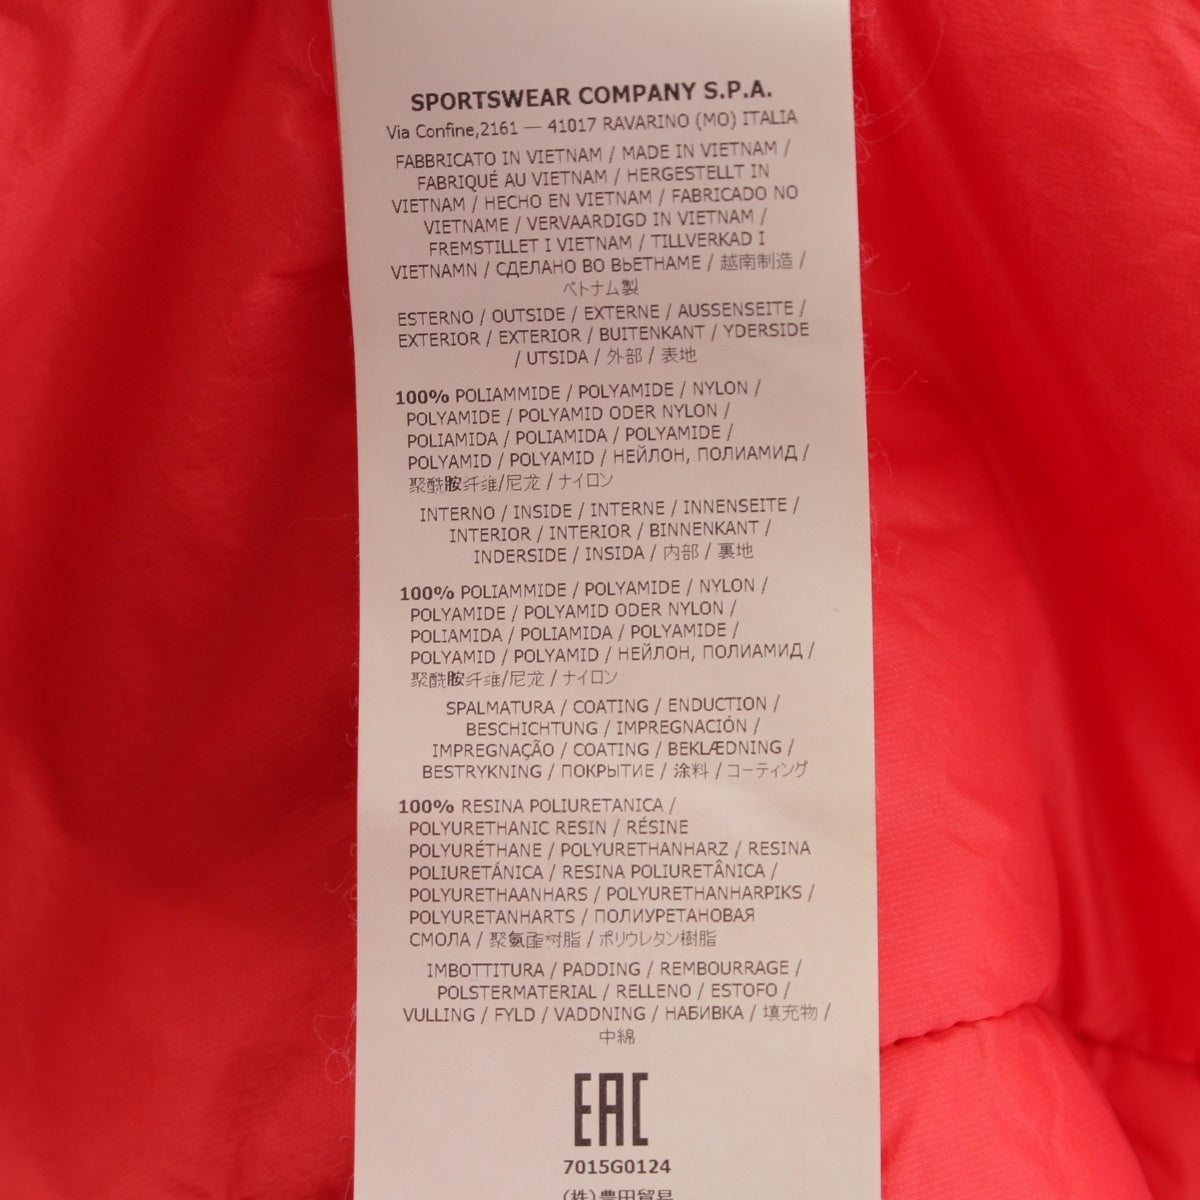 SPORTSWEAR COMPANY S.P.A.
Via Confine,2161 — 41017 RAVARINO (MO) ITALIA
FABBRICATO IN VIETNAM / MADE IN VIETNAM /
FABRIQUÉ AU VIETNAM / HERGESTELLT IN
VIETNAM / HECHO EN VIETNAM / FABRICADO NO
VIETNAME / VERVAARDIGD IN VIETNAM /
FREMSTILLET I VIETNAM / TILLVERKAD I
VIETNAMN / СДЕЛАНО ВО ВЬЕТНАМЕ / 越南制造 /
ベトナム製
ESTERNO / OUTSIDE / EXTERNE / AUSSENSEITE /
EXTERIOR / EXTERIOR / BUITENKANT / YDERSIDE
/ UTSIDA / 外部 / 表地
100% POLIAMMIDE / POLYAMIDE / NYLON /
POLYAMIDE / POLYAMID ODER NYLON /
POLIAMIDA / POLIAMIDA / POLYAMIDE /
POLYAMID / POLYAMID / НЕЙЛОН, ПОЛИАМИД /
聚酰胺纤维/尼龙 / ナイロン
INTERNO / INSIDE / INTERNE / INNENSEITE /
INTERIOR / INTERIOR / BINNENKANT /
INDERSIDE / INSIDA / 内部 / 裏地
100% POLIAMMIDE / POLYAMIDE / NYLON /
POLYAMIDE / POLYAMID ODER NYLON /
POLIAMIDA / POLIAMIDA / POLYAMIDE /
POLYAMID / POLYAMID / НЕЙЛОН, ПОЛИАМИД /
聚酰胺纤维/尼龙 / ナイロン
SPALMATURA / COATING / ENDUCTION /
BESCHICHTUNG / IMPREGNACIÓN /
IMPREGNAÇÃO / COATING / BEKLÆDNING /
BESTRYKNING / ПОКРЫТИЕ / 涂料 / コーティング
100% RESINA POLIURETANICA /
POLYURETHANIC RESIN / RÉSINE
POLYURÉTHANE / POLYURETHANHARZ / RESINA
POLIURETÁNICA / RESINA POLIURETÂNICA /
POLYURETHAANHARS / POLYURETHANHARPIKS /
POLYURETANHARTS / ПОЛИУРЕТАНОВАЯ
СМОЛА / 聚氨酯树脂 / ポリウレタン樹脂
IMBOTTITURA / PADDING / REMBOURRAGE /
POLSTERMATERIAL / RELLENO / ESTOFO /
VULLING / FYLD / VADDNING / НАБИВКА / 填充物 /
中綿
EAC
7015G0124
(株)豊田貿易